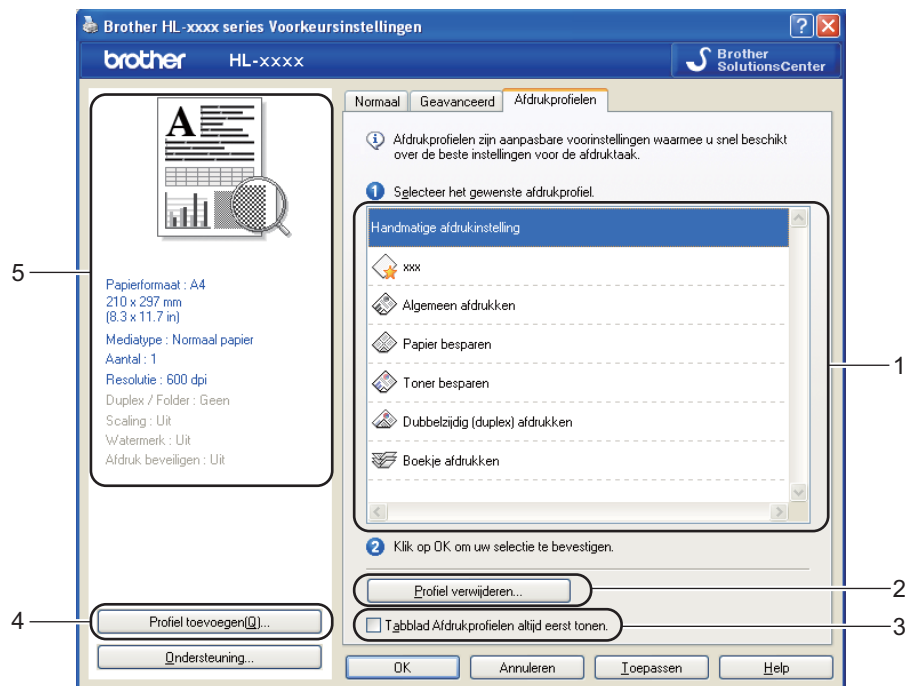 Brother HL-xxxx series Voorkeursinstellingen
brother HL-xxxx
Brother
SolutionsCenter
A
Papierformaat : A4
210 x 297 mm
(8.3 x 11.7 in)
Mediatype : Normaal papier
Aantal : 1
Resolutie : 600 dpi
Duplex / Folder : Geen
Scaling : Uit
Watermerk : Uit
Afdruk beveiligen : Uit
Profiel toevoegen(Q)...
Ondersteuning...
Normaal Geavanceerd Afdrukprofielen
Afdrukprofielen zijn aanpasbare voorinstellingen waarmee u snel beschikt
over de beste instellingen voor de afdruktaak.
1 Selecteer het gewenste afdrukprofiel.
Handmatige afdrukinstelling
xxx
Algemeen afdrukken
Papier besparen
Toner besparen
Dubbelzijdig (duplex) afdrukken
Boekje afdrukken
2 Klik op OK om uw selectie te bevestigen.
Profiel verwijderen...
Tabblad Afdrukprofielen altijd eerst tonen.
OK Annuleren Toepassen Help
5
4
1
2
3